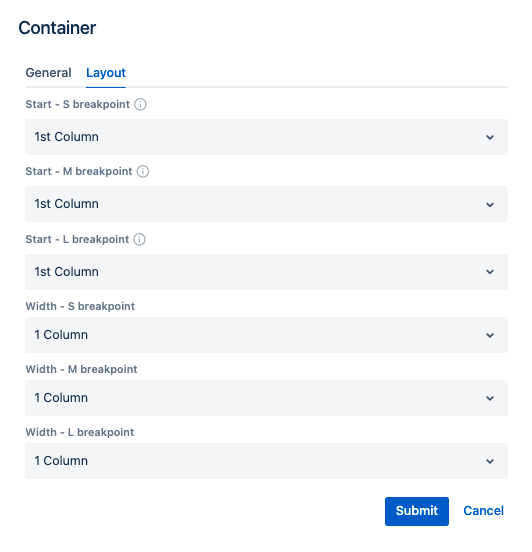 Container
General Layout
Start - S breakpoint
1st Column
Start - M breakpoint
1st Column
Start - L breakpoint
1st Column
Width - S breakpoint
1 Column
Width - M breakpoint
1 Column
Width - L breakpoint
1 Column
Submit Cancel